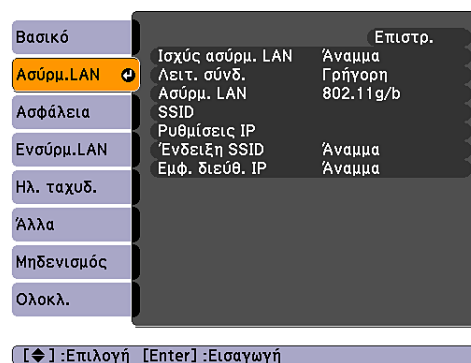 Βασικό
Ασύρμ.LAN
Ασφάλεια
Ενσύρμ.LAN
Ηλ. ταχυδ.
Άλλα
Μηδενισμός
Ολοκλ.
Επιστρ.
Ισχύς ασύρμ. LAN Άναμμα
Λειτ. σύνδ. Γρήγορη
Ασύρμ. LAN 802.11g/b
SSID
Ρυθμίσεις IP
Ένδειξη SSID Άναμμα
Εμφ. διεύθ. IP Άναμμα
[◆] :Επιλογή [Enter] :Εισαγωγή